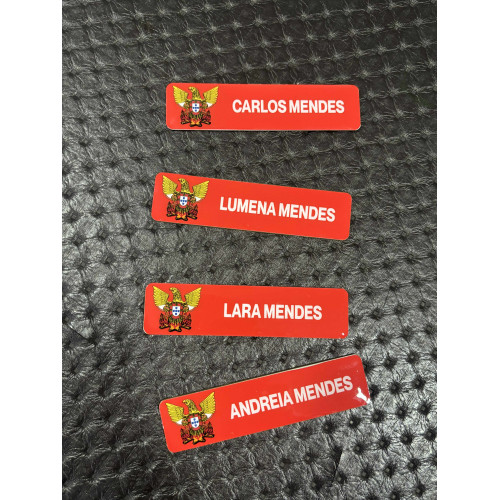 CARLOS MENDES
LUMENA MENDES
LARA MENDES
ANDREIA MENDES